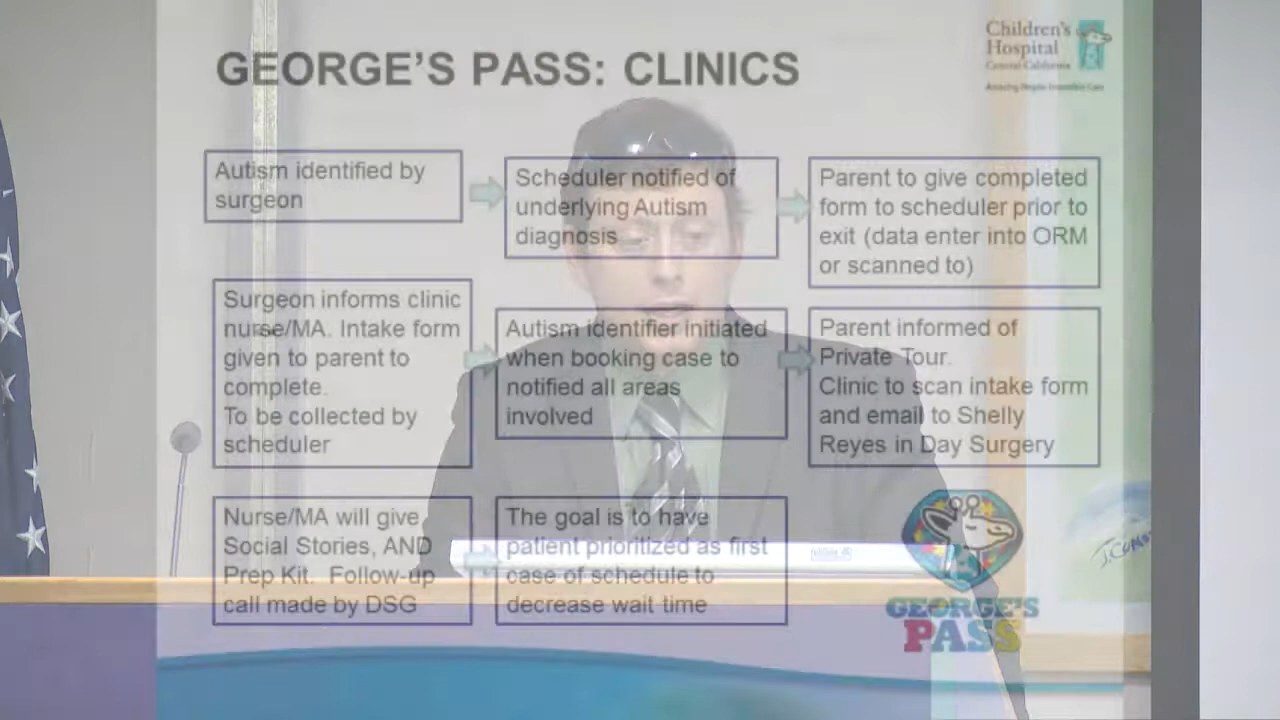 GEORGE'S PASS: CLINICS
Children's
Hospital
Central California
Amazing People. Incredible Care.
Autism identified by
surgeon
Scheduler notified of
underlying Autism
diagnosis
Parent to give completed
form to scheduler prior to
exit (data enter into ORM
or scanned to)
Surgeon informs clinic
nurse/MA. Intake form
given to parent to
complete.
To be collected by
scheduler
Autism identifier initiated
when booking case to
notified all areas
involved
Parent informed of
Private Tour.
Clinic to scan intake form
and email to Shelly
Reyes in Day Surgery
Nurse/MA will give
Social Stories, AND
Prep Kit. Follow-up
call made by DSG
The goal is to have
patient prioritized as first
case of schedule to
decrease wait time
GEORGE'S
PASS